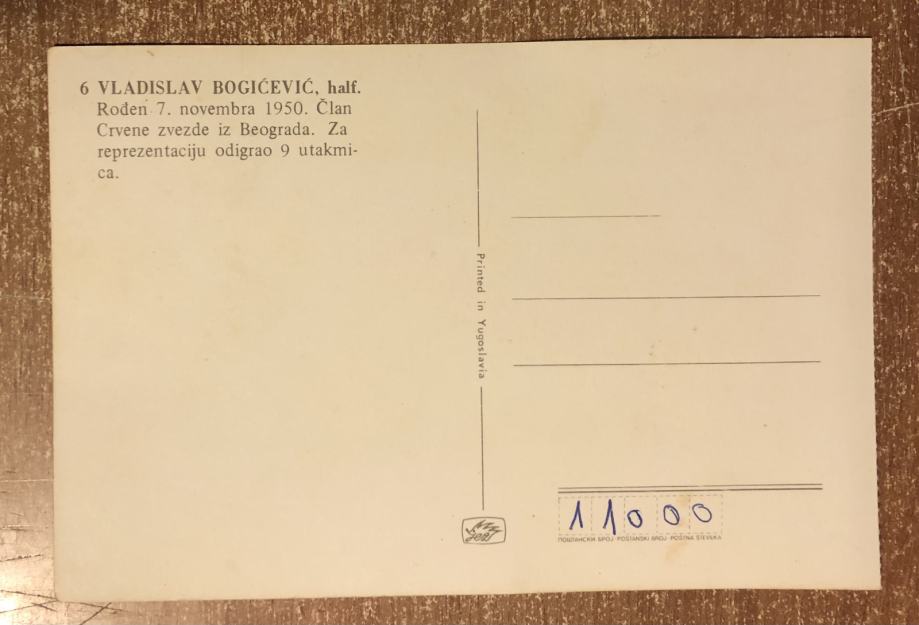 6 VLADISLAV BOGIĆEVIĆ, half.
Rođen 7. novembra 1950. Član
Crvene zvezde iz Beograda. Za
reprezentaciju odigrao 9 utakmi-
ca.
Printed in Yugoslavia
11000
ПОШТАНСКИ БРОЈ POŠTANSKI BROJ POŠTNA ŠTEVILKA